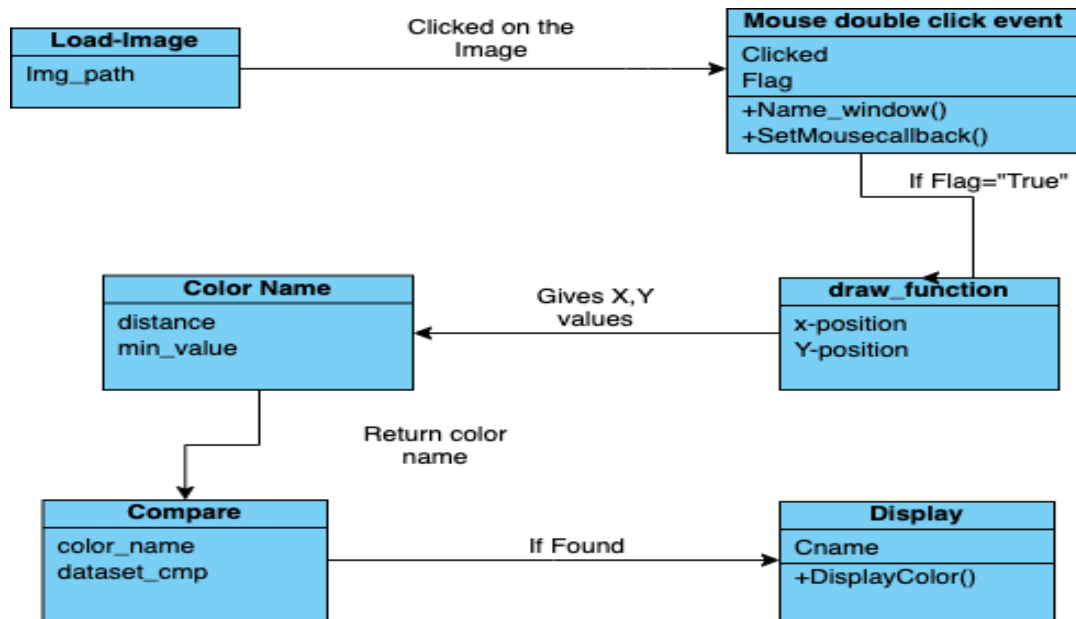 Load-Image
Img_path
Clicked on the
Image
Mouse double click event
Clicked
Flag
+Name_window()
+SetMousecallback()
If Flag="True"
draw_function
x-position
Y-position
Gives X,Y
values
Color Name
distance
min_value
Return color
name
Compare
color_name
dataset_cmp
If Found
Display
Cname
+DisplayColor()